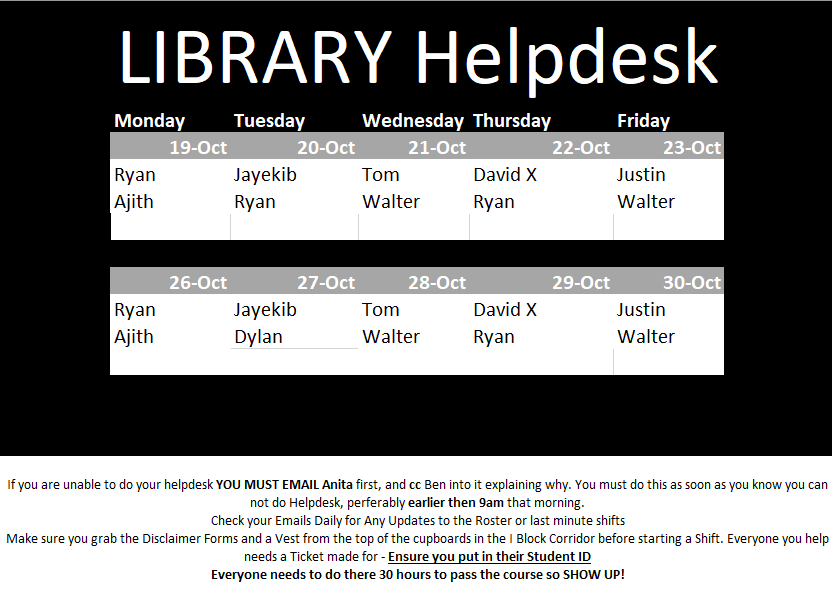 LIBRARY Helpdesk
Monday Tuesday Wednesday Thursday Friday
19-Oct 20-Oct 21-Oct 22-Oct 23-Oct
Ryan Jayekib Tom David X Justin
Ajith Ryan Walter Ryan Walter
26-Oct 27-Oct 28-Oct 29-Oct 30-Oct
Ryan Jayekib Tom David X Justin
Ajith Dylan Walter Ryan Walter
If you are unable to do your helpdesk YOU MUST EMAIL Anita first, and cc Ben into it explaining why. You must do this as soon as you know you can
not do Helpdesk, perferably earlier then 9am that morning.
Check your Emails Daily for Any Updates to the Roster or last minute shifts
Make sure you grab the Disclaimer Forms and a Vest from the top of the cupboards in the I Block Corridor before starting a Shift. Everyone you help
needs a Ticket made for - Ensure you put in their Student ID
Everyone needs to do there 30 hours to pass the course so SHOW UP!